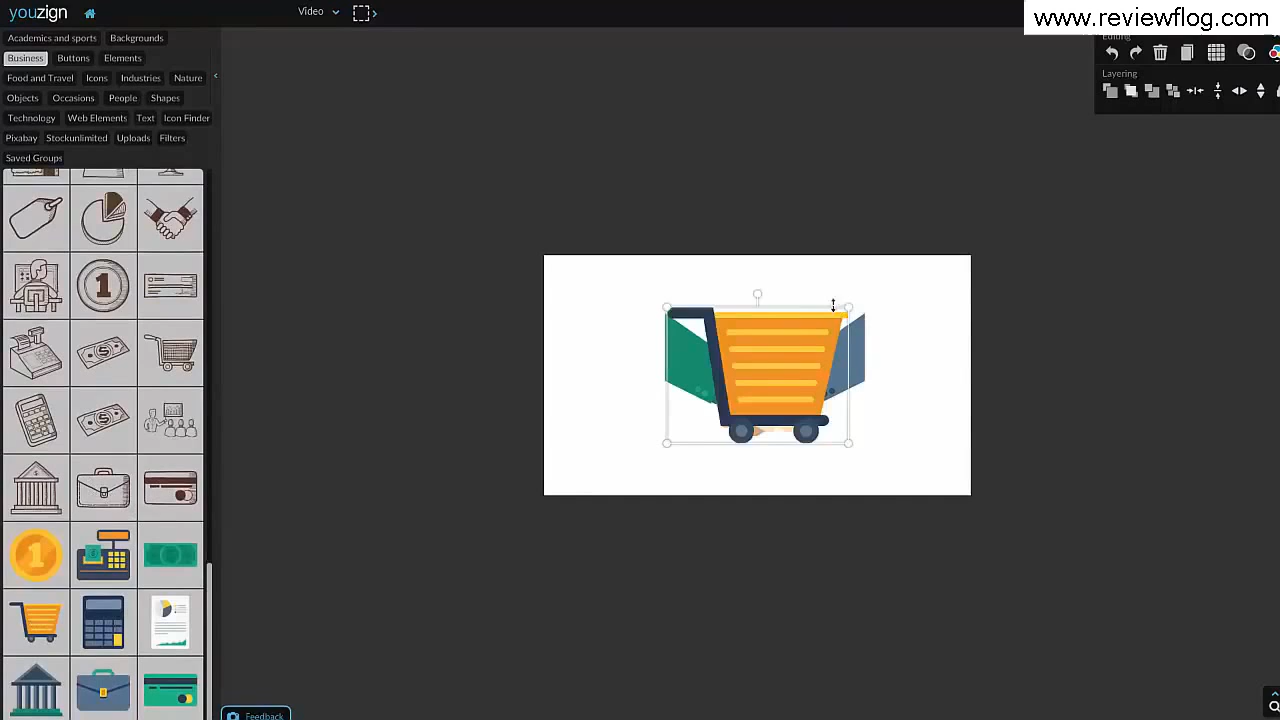 youzign
Video
www.reviewflog.com
Editing
Academics and sports
Backgrounds
Business
Buttons
Elements
Food and Travel
Icons
Industries
Nature
Objects
Occasions
People
Shapes
Technology
Web Elements
Text
Icon Finder
Pixabay
Stockunlimited
Uploads
Filters
Saved Groups
Layering
1
1
Feedback